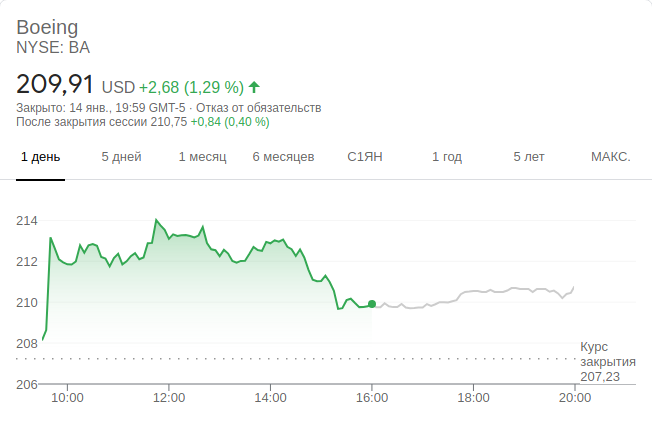 Boeing
NYSE: BA
209,91 USD +2,68 (1,29 %)
Закрыто: 14 янв., 19:59 GMT-5 · Отказ от обязательств
После закрытия сессии 210,75 +0,84 (0,40 %)
1 день 5 дней 1 месяц 6 месяцев С1ЯН 1 год 5 лет МАКС.
214
212
210
208
Курс
закрытия
207,23
206
10:00 12:00 14:00 16:00 18:00 20:00